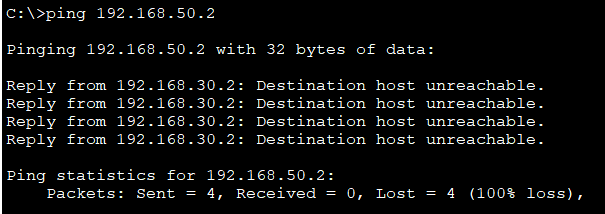 C:\>ping 192.168.50.2
Pinging 192.168.50.2 with 32 bytes of data:
Reply from 192.168.30.2: Destination host unreachable.
Reply from 192.168.30.2: Destination host unreachable.
Reply from 192.168.30.2: Destination host unreachable.
Reply from 192.168.30.2: Destination host unreachable.
Ping statistics for 192.168.50.2:
    Packets: Sent = 4, Received = 0, Lost = 4 (100% loss),